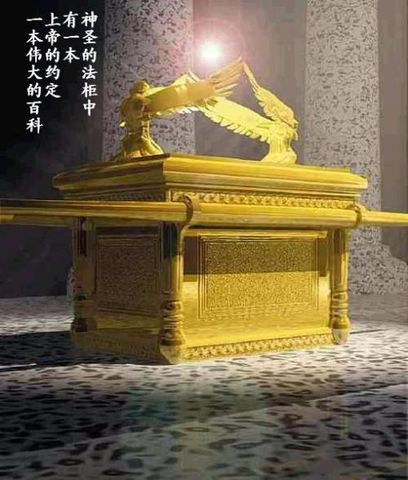 神圣的法柜中
有一本
上帝的约定
一本伟大的百科